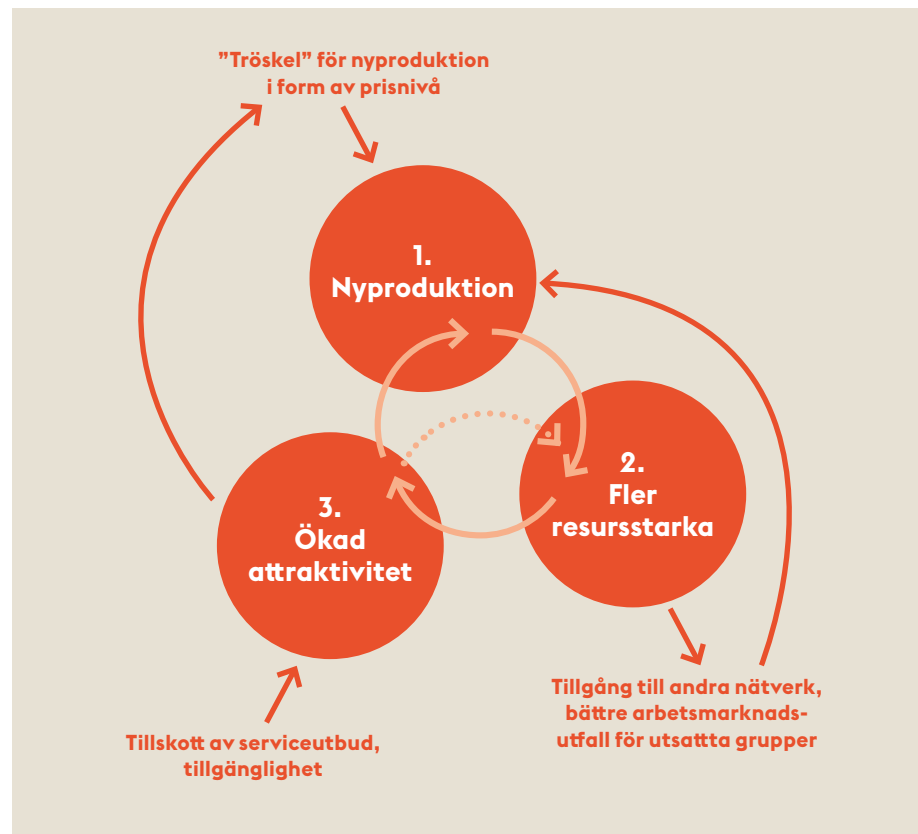 ”Tröskel” för nyproduktion
i form av prisnivå
1.
Nyproduktion
2.
Fler
resursstarka
3.
Ökad
attraktivitet
Tillgång till andra nätverk,
bättre arbetsmarknads-
utfall för utsattta grupper
Tillskott av serviceutbud,
tillgänglighet